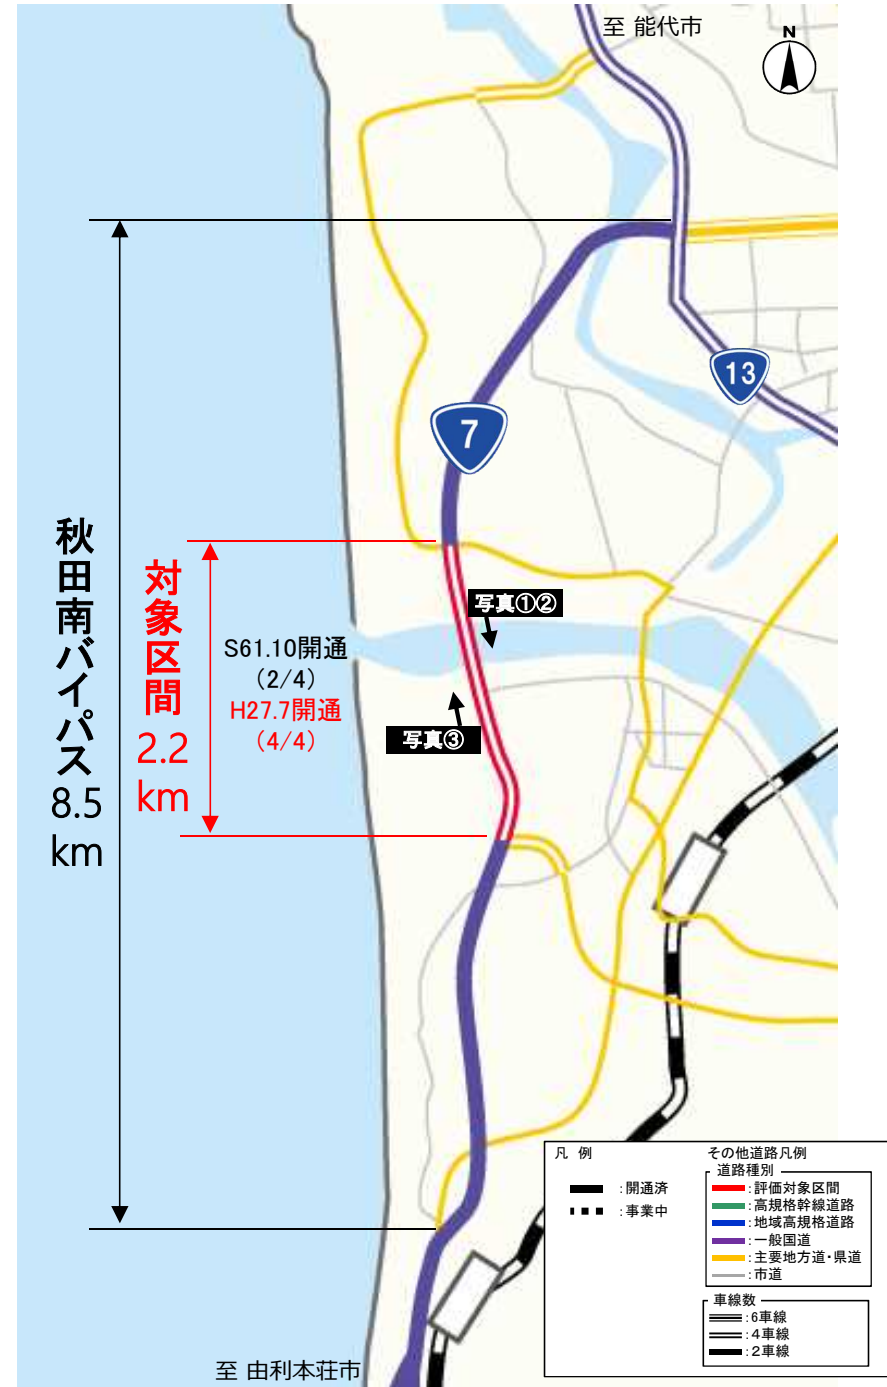 至 能代市
N
13
7
秋田南バイパス
8.5
km
対象区間
2.2
km
S61.10開通
(2/4)
H27.7開通
(4/4)
写真①②
写真③
至 由利本荘市
凡 例
:開通済
:事業中
その他道路凡例
道路種別
:評価対象区間
:高規格幹線道路
:地域高規格道路
:一般国道
:主要地方道・県道
:市道
車線数
:6車線
:4車線
:2車線